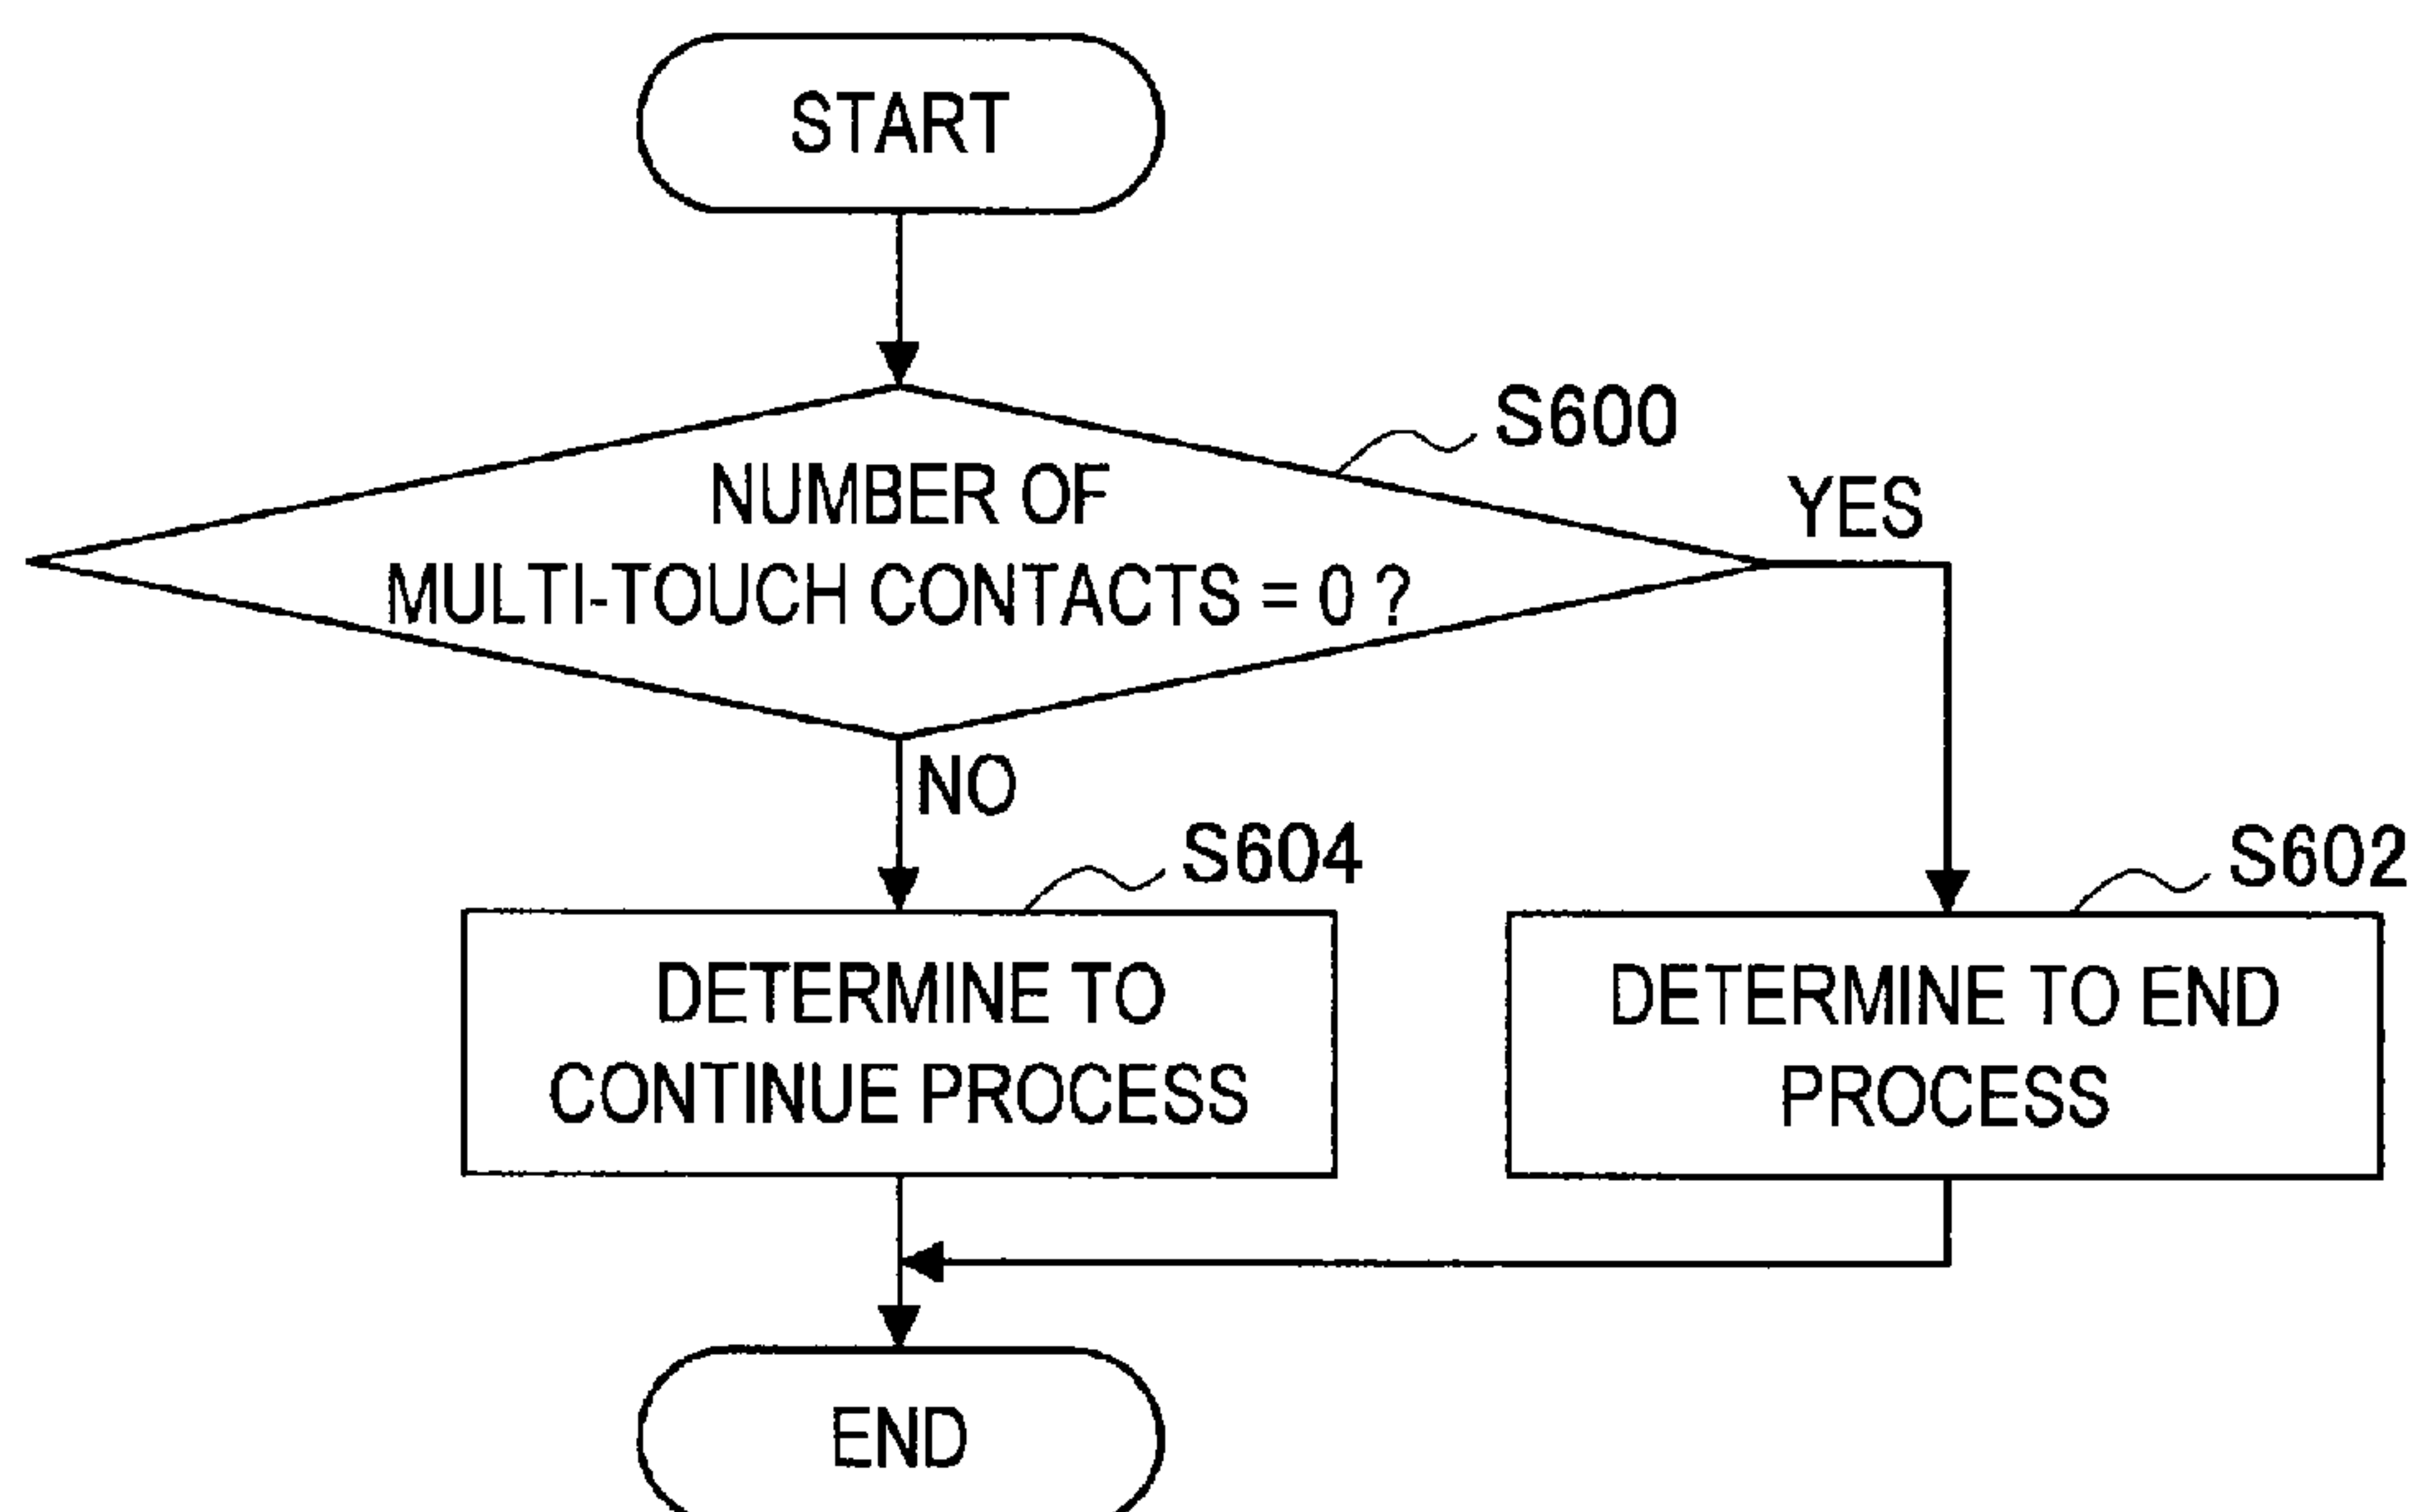 START
S600
NUMBER OF
MULTI-TOUCH CONTACTS = 0 ?
YES
NO
S604
DETERMINE TO
CONTINUE PROCESS
S602
DETERMINE TO END
PROCESS
END